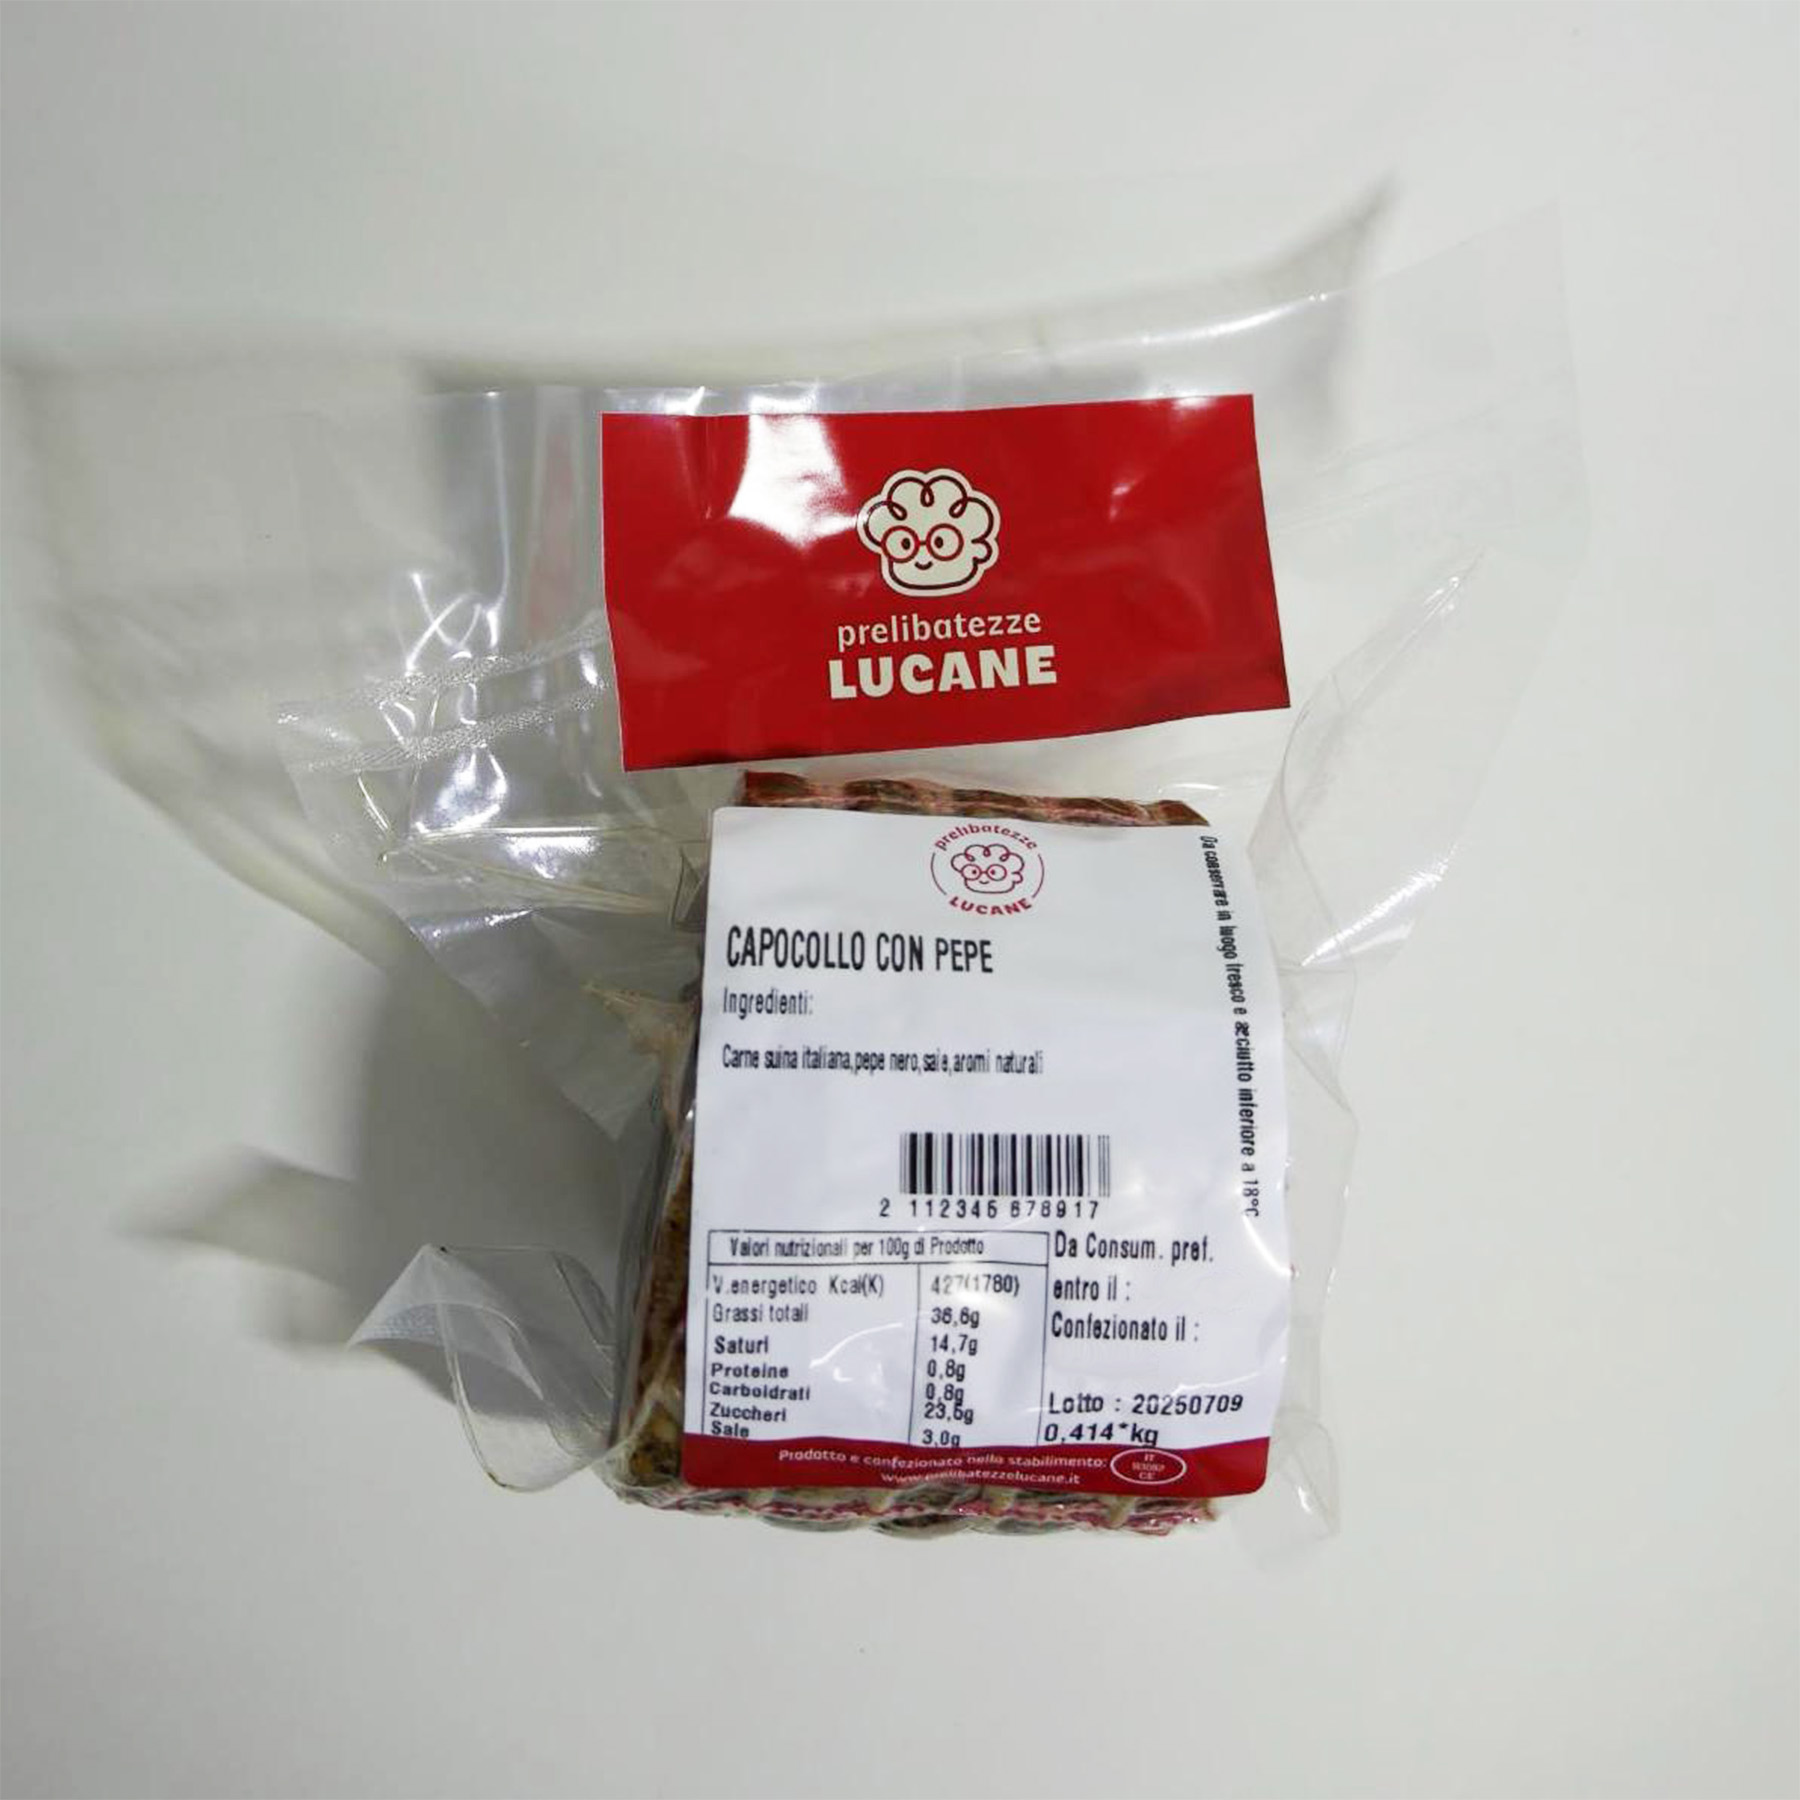 prelibatezze
LUCANE
prelibatezze
LUCANE
CAPOCOLLO CON PEPE
Ingredienti:
Carne suina italiana,pepe nero,sale,aromi naturali
Da conservare in luogo fresco e asciutto inferiore a 18°C
2 112345 678917
Valori nutrizionali per 100g di Prodotto
V.energetico Kcal(K) 427(1780)
Grassi totali 36,6g
Saturi 14,7g
Proteine 0,8g
Carboidrati 0,8g
Zuccheri 23,6g
Sale 3,0g
Da Consum. pref.
entro il :
Confezionato il :
Lotto : 20250709
0,414*kg
Prodotto e confezionato nello stabilimento:
www.prelibatezzelucane.it
IT
CE